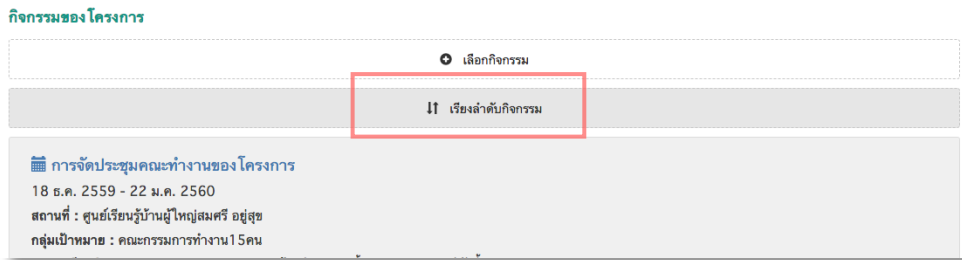 กิจกรรมของโครงการ
เลือกกิจกรรม
เรียงลำดับกิจกรรม
การจัดประชุมคณะทำงานของโครงการ
18 ธ.ค. 2559 - 22 ม.ค. 2560
สถานที่ : ศูนย์เรียนรู้บ้านผู้ใหญ่สมศรี อยู่สุข
กลุ่มเป้าหมาย : คณะกรรมการทำงาน15คน